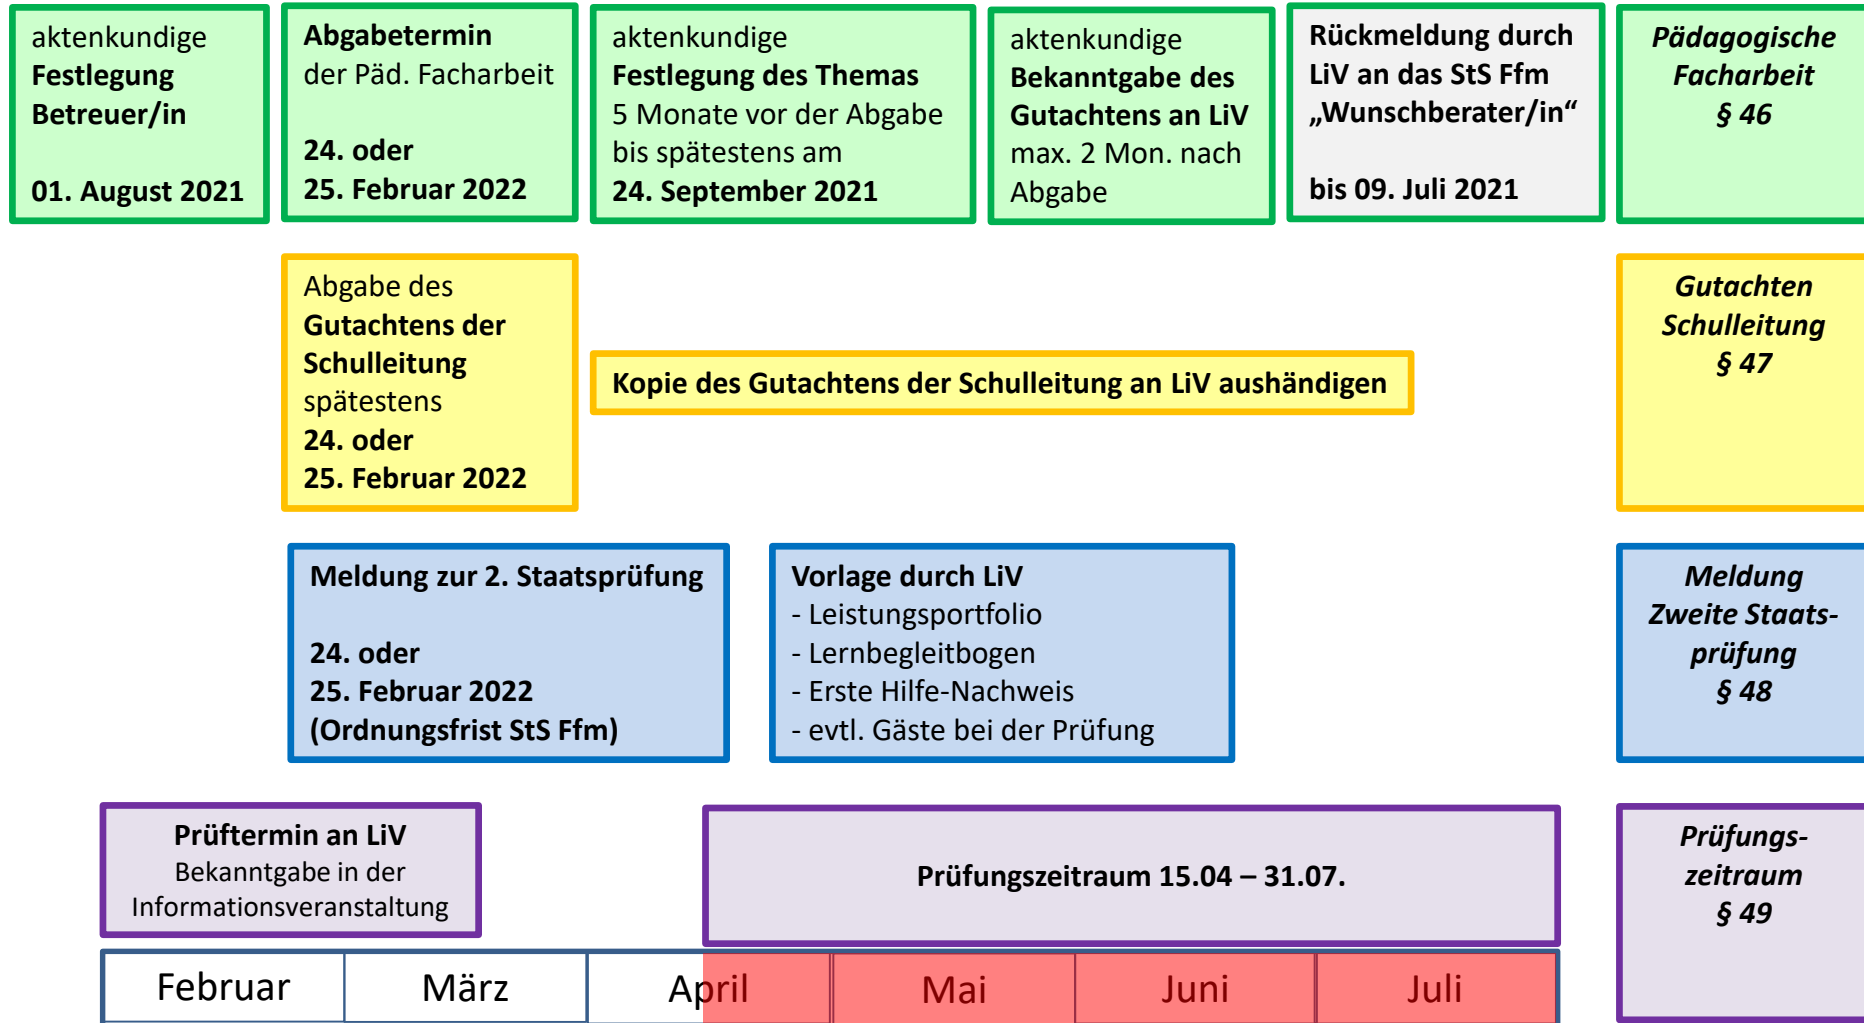 aktenkundige
Festlegung
Betreuer/in
01. August 2021
Abgabetermin
der Päd. Facharbeit
24. oder
25. Februar 2022
aktenkundige
Festlegung des Themas
5 Monate vor der Abgabe
bis spätestens am
24. September 2021
aktenkundige
Bekanntgabe des
Gutachtens an LiV
max. 2 Mon. nach
Abgabe
Rückmeldung durch
LiV an das StS Ffm
„Wunschberater/in“
bis 09. Juli 2021
Pädagogische
Facharbeit
§ 46
Abgabe des
Gutachtens der
Schulleitung
spätestens
24. oder
25. Februar 2022
Kopie des Gutachtens der Schulleitung an LiV aushändigen
Gutachten
Schulleitung
§ 47
Meldung zur 2. Staatsprüfung
24. oder
25. Februar 2022
(Ordnungsfrist StS Ffm)
Vorlage durch LiV
- Leistungsportfolio
- Lernbegleitbogen
- Erste Hilfe-Nachweis
- evtl. Gäste bei der Prüfung
Meldung
Zweite Staats-
prüfung
§ 48
Prüftermin an LiV
Bekanntgabe in der
Informationsveranstaltung
Prüfungszeitraum 15.04 – 31.07.
Prüfungs-
zeitraum
§ 49
Februar März April Mai Juni Juli